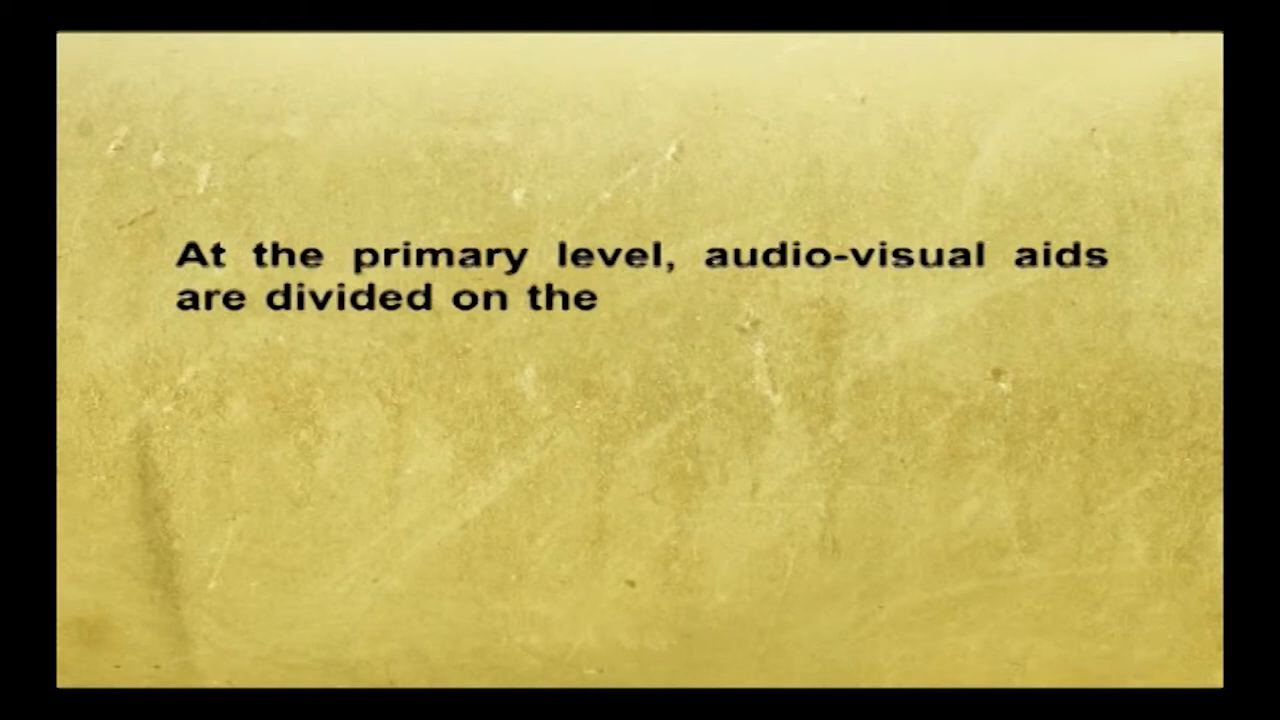 At the primary level, audio-visual aids
are divided on the